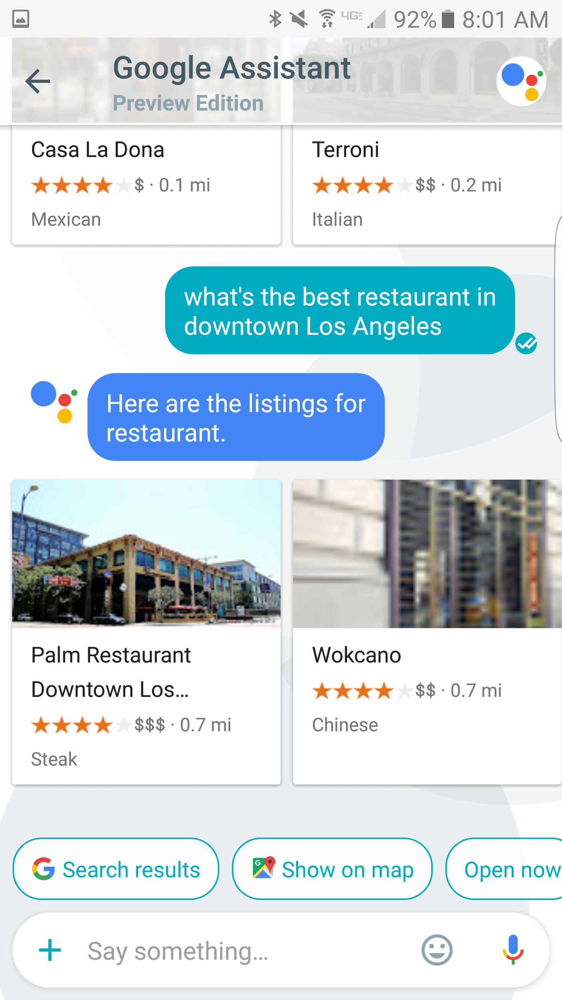 92% 8:01 AM
Google Assistant
Preview Edition
Casa La Dona
$ · 0.1 mi
Mexican
Terroni
$$ · 0.2 mi
Italian
what's the best restaurant in
downtown Los Angeles
Here are the listings for
restaurant.
Palm Restaurant
Downtown Los...
$$$ · 0.7 mi
Steak
Wokcano
$$ · 0.7 mi
Chinese
Search results
Show on map
Open now
Say something...